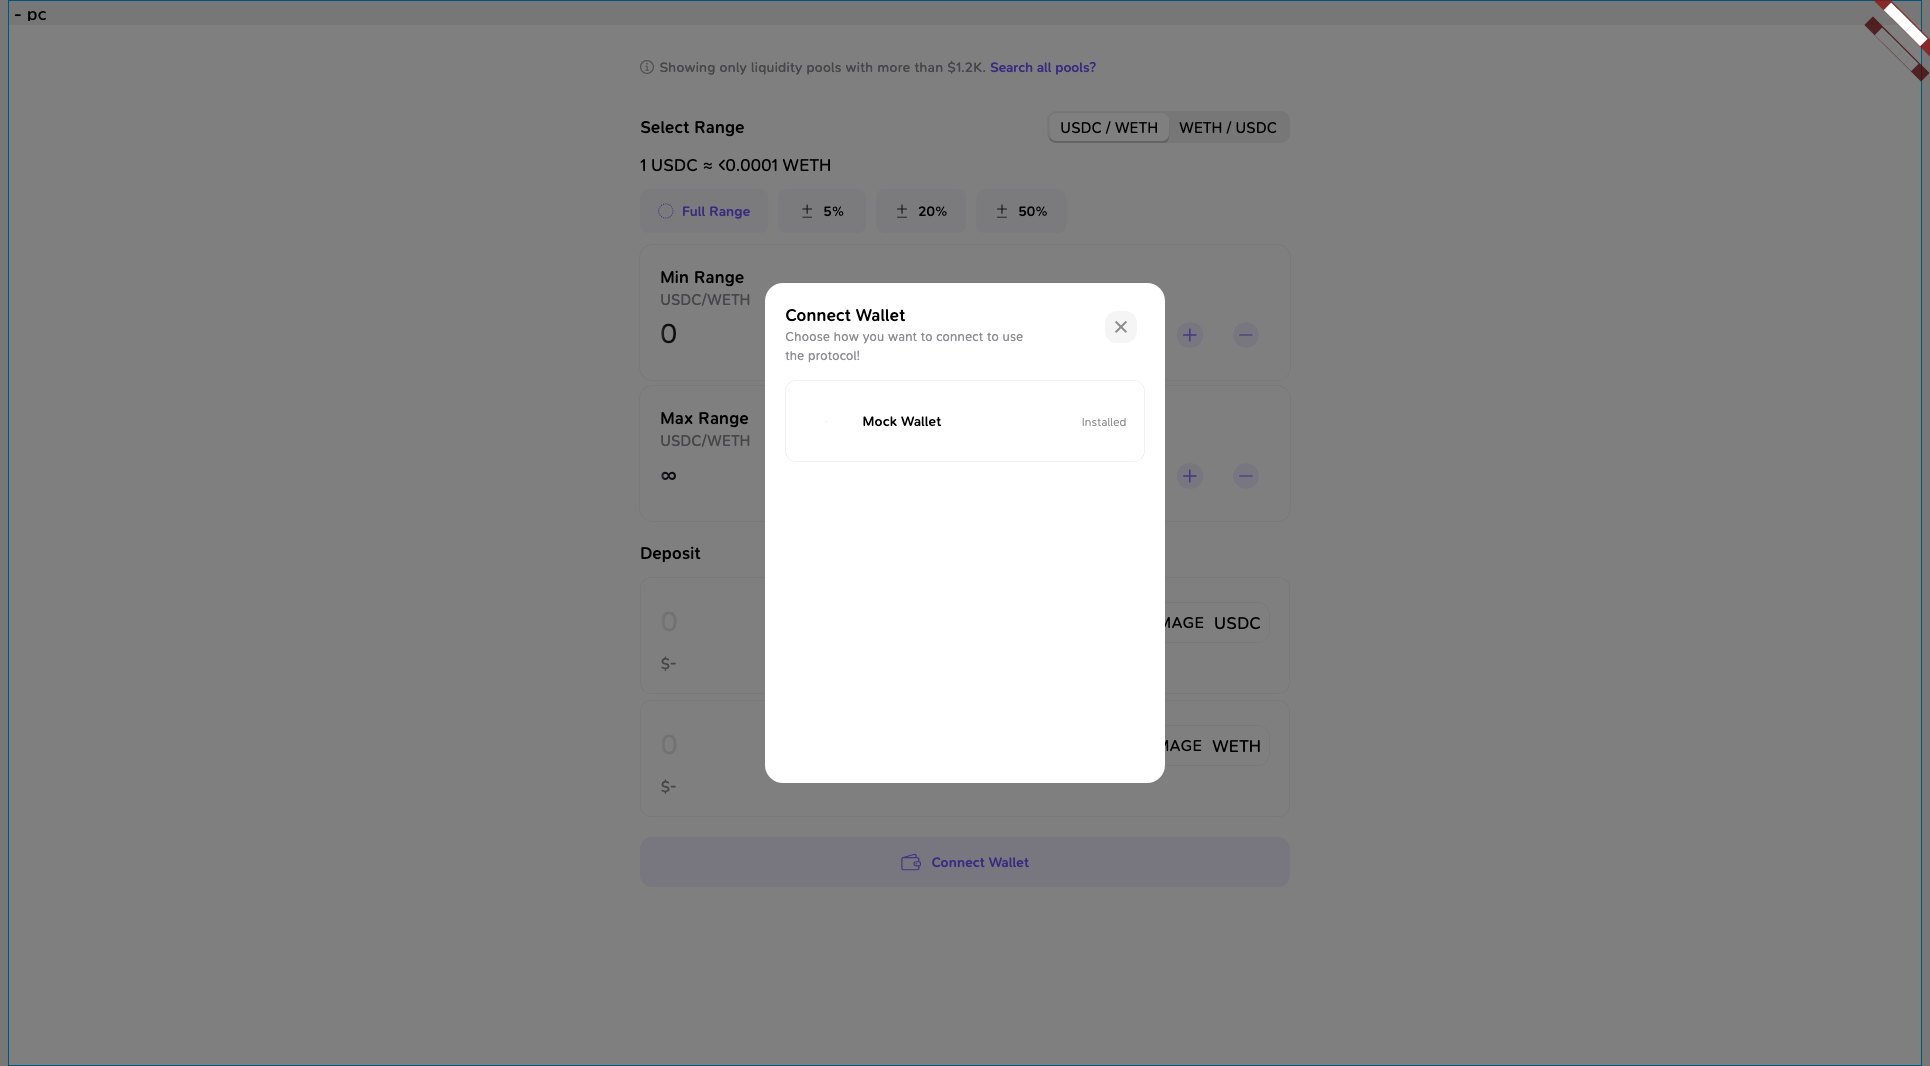 - pc
Showing only liquidity pools with more than $1.2K. Search all pools?
Select Range
USDC / WETH WETH / USDC
1 USDC ≈ <0.0001 WETH
Full Range ± 5% ± 20% ± 50%
Min Range
USDC/WETH
0
Connect Wallet
Choose how you want to connect to use
the protocol!
Mock Wallet Installed
Max Range
USDC/WETH
∞
Deposit
0
MAGE USDC
$-
0
MAGE WETH
$-
Connect Wallet